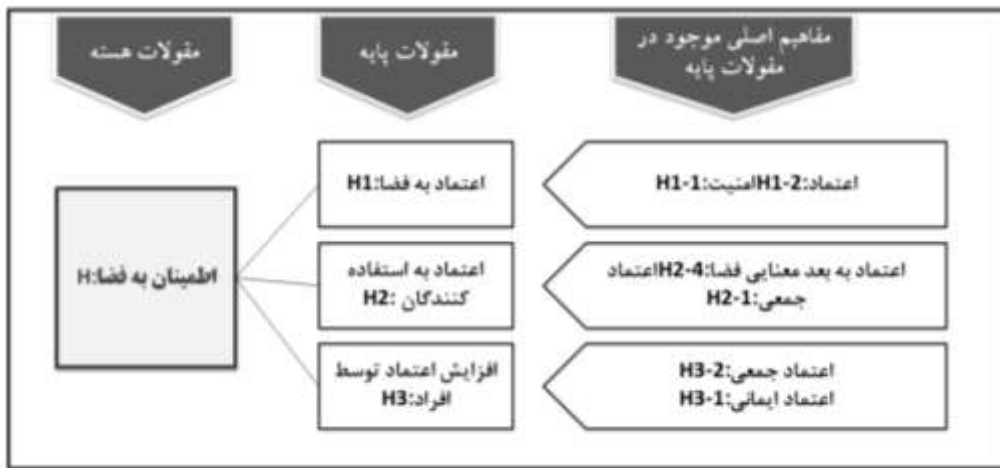 مفاهیم اصلی موجود در
مقولات پایه
مقولات پایه
مقولات هسته
اعتماد:H1-2امنیت:H1-1
اعتماد به فضا:H1
اعتماد به بعد معنایی فضا:H2-4اعتماد
جمعی:H2-1
اعتماد به استفاده
کنندگان :H2
اعتماد جمعی:H3-2
اعتماد ایمانی:H3-1
افزایش اعتماد توسط
افراد:H3
اطمینان به فضا:H